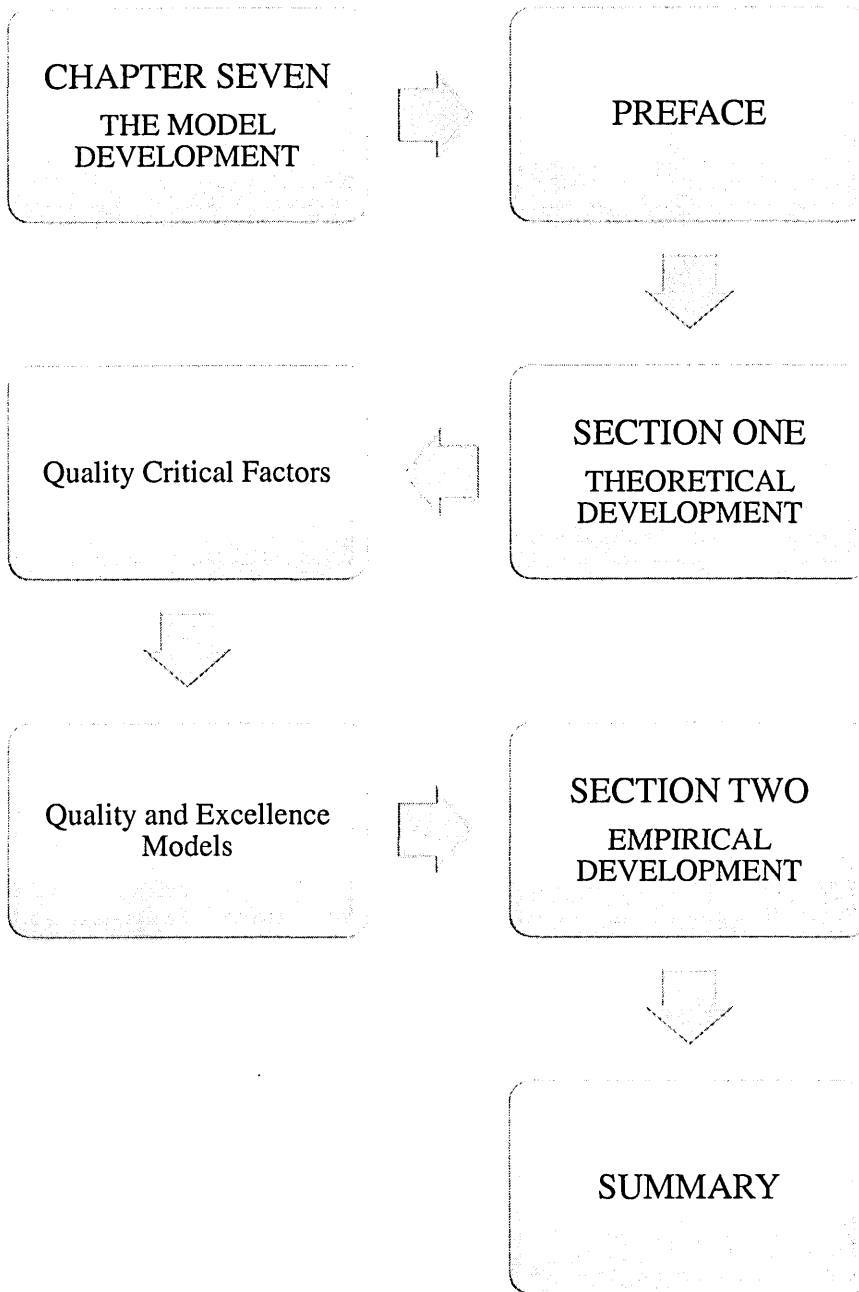 CHAPTER SEVEN
THE MODEL
DEVELOPMENT
PREFACE
SECTION ONE
THEORETICAL
DEVELOPMENT
Quality Critical Factors
Quality and Excellence
Models
SECTION TWO
EMPIRICAL
DEVELOPMENT
SUMMARY